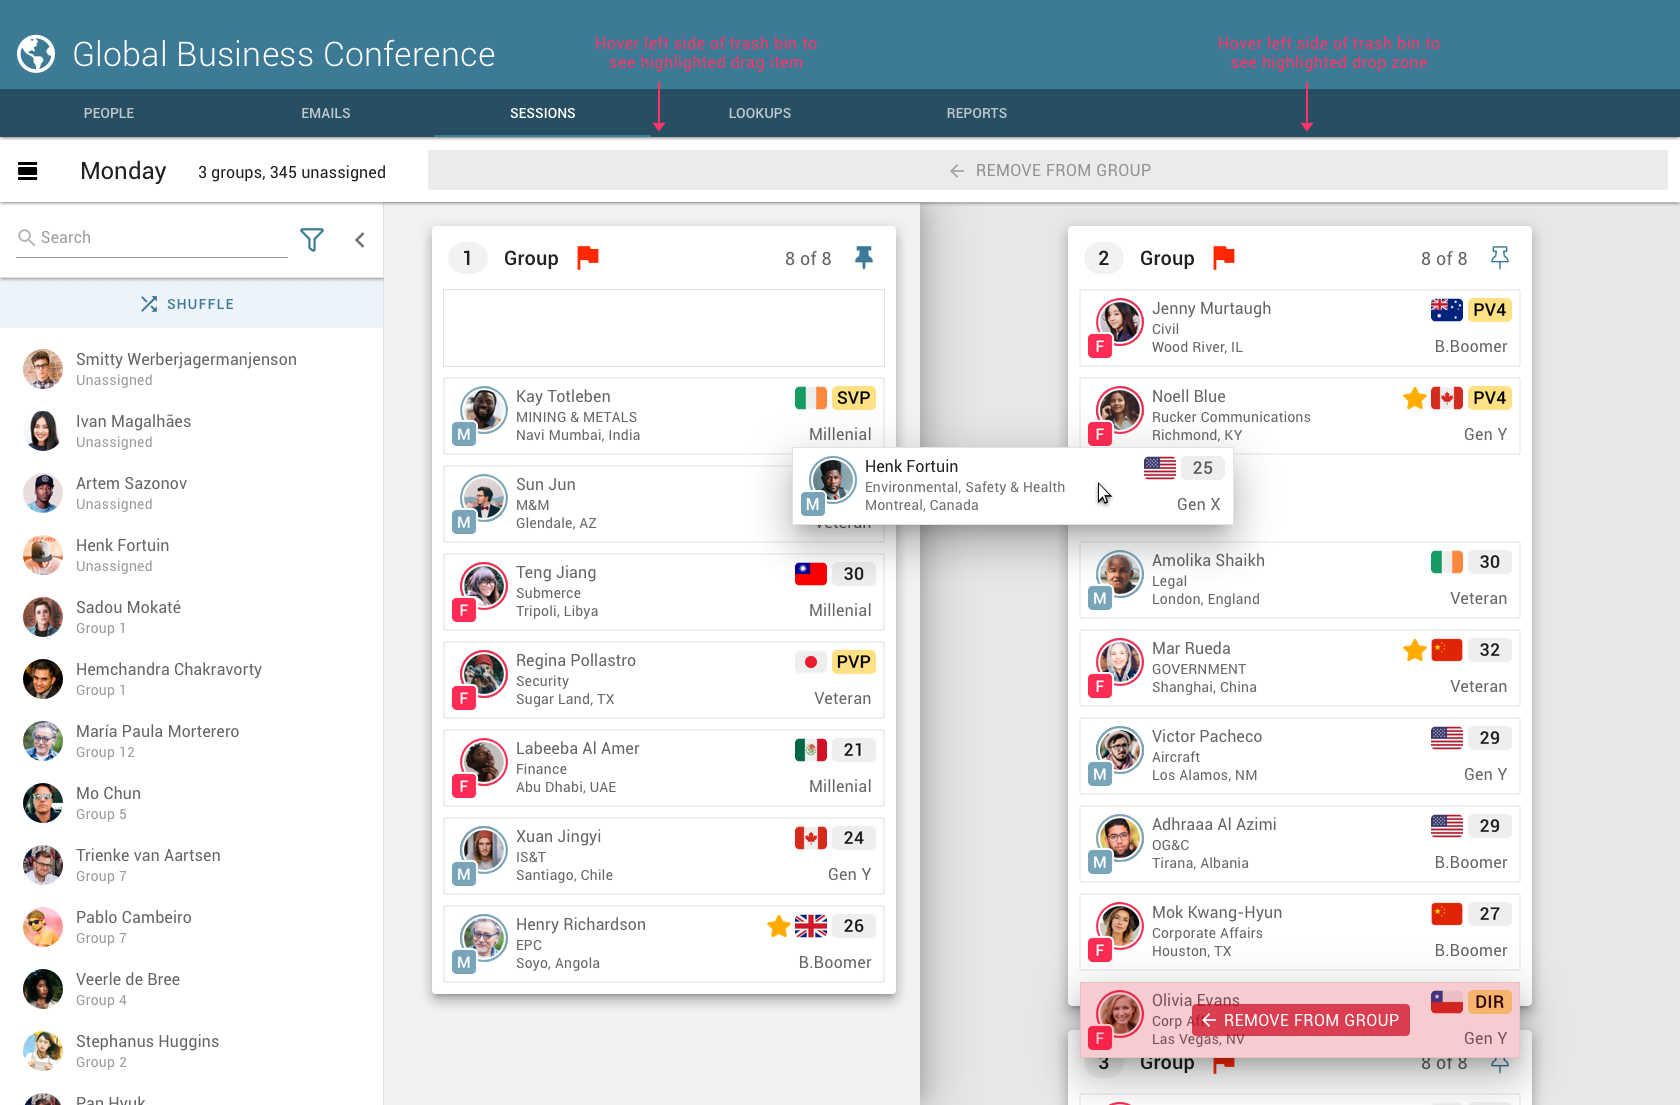 Global Business Conference
Hover left side of trash bin to
see highlighted drag item
Hover left side of trash bin to
see highlighted drop zone
PEOPLE
EMAILS
SESSIONS
LOOKUPS
REPORTS
Monday
3 groups, 345 unassigned
REMOVE FROM GROUP
Search
SHUFFLE
Smitty Werberjagermanjenson
Unassigned
Ivan Magalhães
Unassigned
Artem Sazonov
Unassigned
Henk Fortuin
Unassigned
Sadou Mokaté
Group 1
Hemchandra Chakravorty
Group 1
María Paula Morterero
Group 12
Mo Chun
Group 5
Trienke van Aartsen
Group 7
Pablo Cambeiro
Group 7
Veerle de Bree
Group 4
Stephanus Huggins
Group 2
Pan Hyuk
1 Group 8 of 8
Kay Totleben SVP
MINING & METALS
M Navi Mumbai, India Millenial
Sun Jun
M&M
M Glendale, AZ Veteran
Teng Jiang 30
Submerce
F Tripoli, Libya Millenial
Regina Pollastro PVP
Security
F Sugar Land, TX Veteran
Labeeba Al Amer 21
Finance
F Abu Dhabi, UAE Millenial
Xuan Jingyi 24
IS&T
M Santiago, Chile Gen Y
Henry Richardson 26
EPC
M Soyo, Angola B.Boomer
Henk Fortuin 25
Environmental, Safety & Health
M Montreal, Canada Gen X
2 Group 8 of 8
Jenny Murtaugh PV4
Civil
F Wood River, IL B.Boomer
Noell Blue PV4
Rucker Communications
F Richmond, KY Gen Y
Amolika Shaikh 30
Legal
M London, England Veteran
Mar Rueda 32
GOVERNMENT
F Shanghai, China Veteran
Victor Pacheco 29
Aircraft
M Los Alamos, NM Gen Y
Adhraaa Al Azimi 29
OG&C
M Tirana, Albania B.Boomer
Mok Kwang-Hyun 27
Corporate Affairs
F Houston, TX B.Boomer
Olivia Evans DIR
Corp
REMOVE FROM GROUP
F Las Vegas, NV Gen Y
3 Group 8 of 8